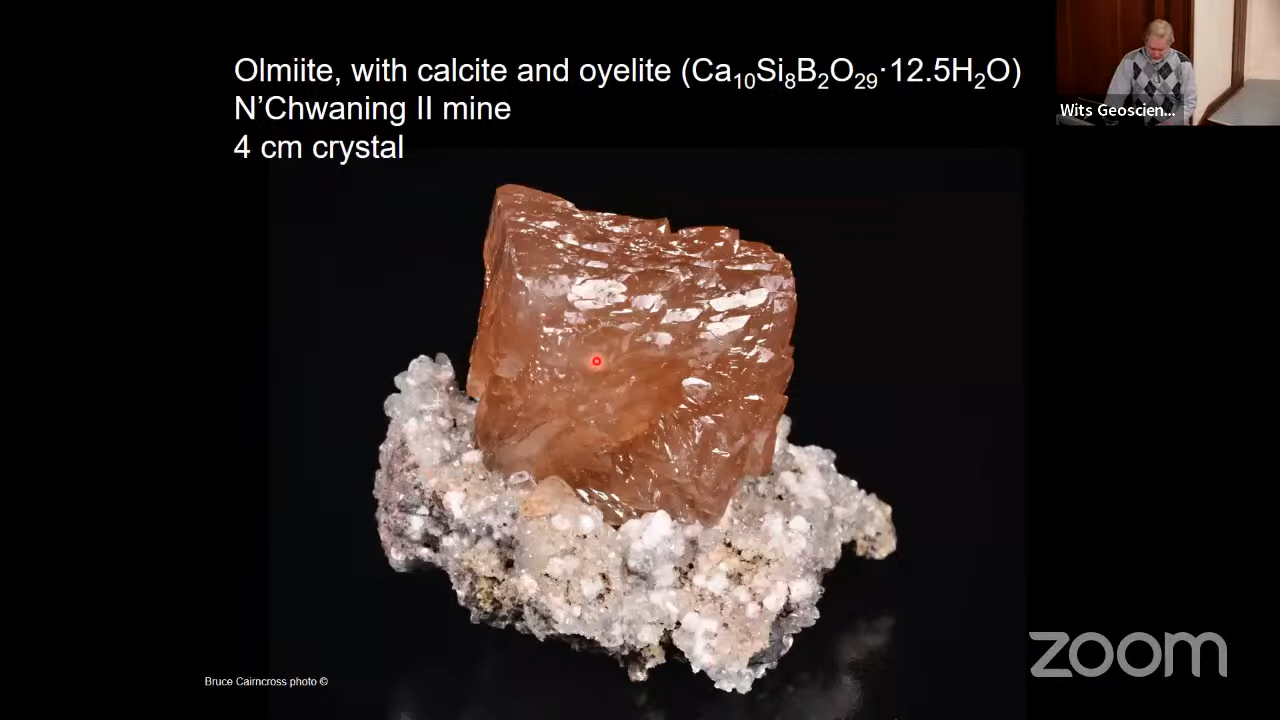 Olmiite, with calcite and oyelite (Ca₁₀Si₈B₂O₂₉·12.5H₂O)
N’Chwaning II mine
4 cm crystal
Wits Geoscien...
Bruce Cairncross photo ©
zoom